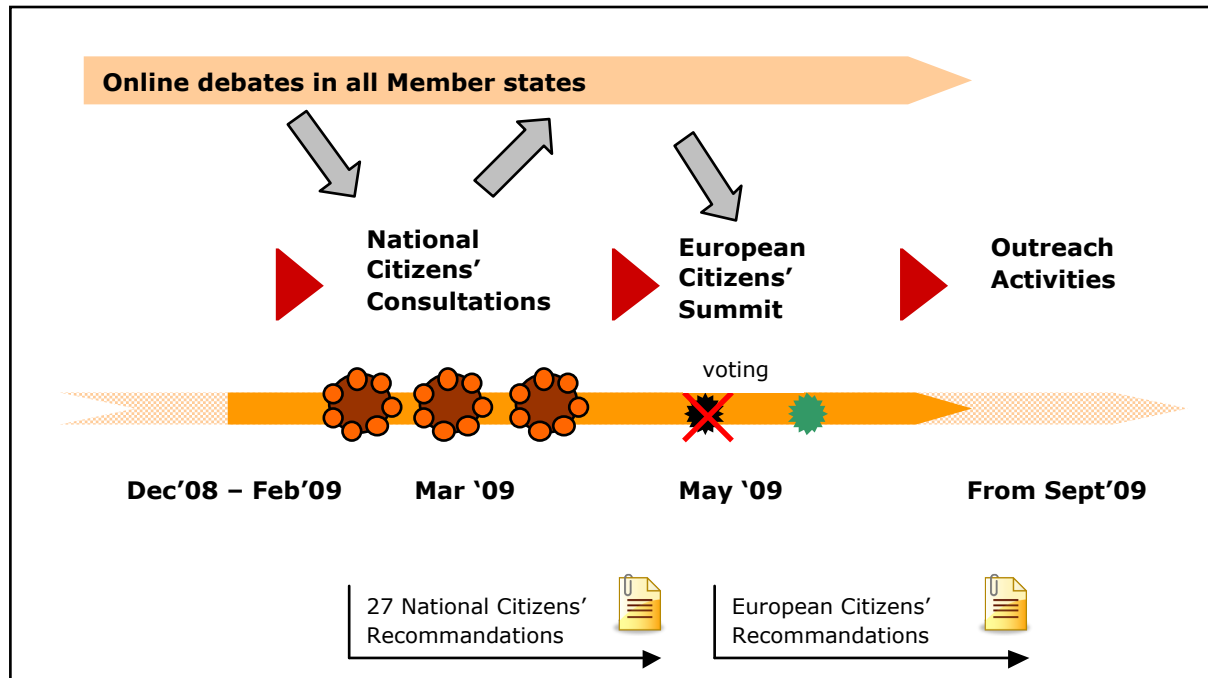 Online debates in all Member states
National
Citizens’
Consultations
European
Citizens’
Summit
Outreach
Activities
voting
Dec’08 – Feb’09
Mar ‘09
May ‘09
From Sept’09
27 National Citizens’
Recommandations
European Citizens’
Recommandations